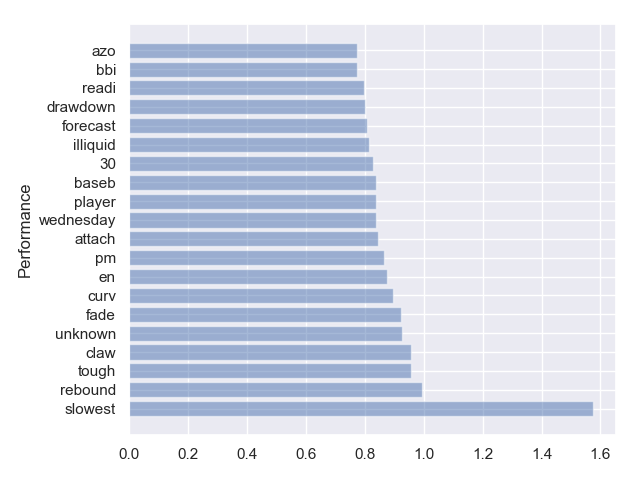 azo
bbi
readi
drawdown
forecast
illiquid
30
baseb
player
wednesday
attach
pm
en
curv
fade
unknown
claw
tough
rebound
slowest
Performance
0.0 0.2 0.4 0.6 0.8 1.0 1.2 1.4 1.6